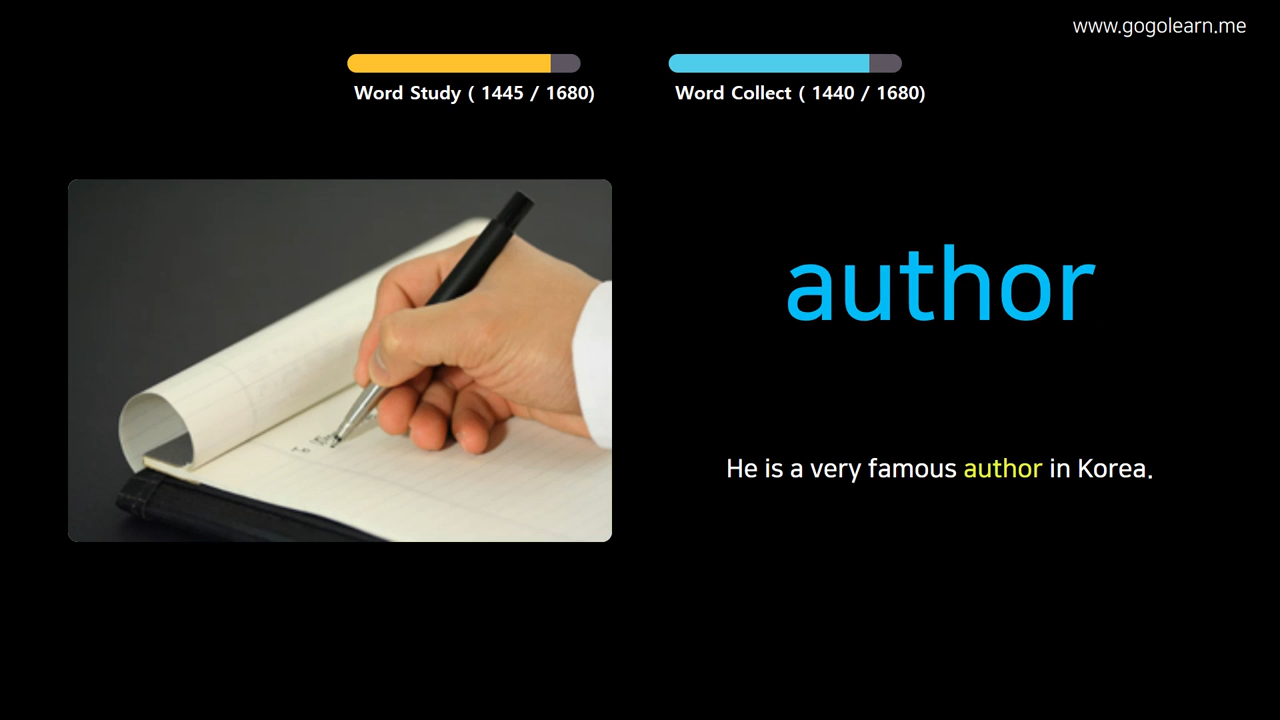 www.gogolearn.me
Word Study ( 1445 / 1680)
Word Collect ( 1440 / 1680)
author
He is a very famous author in Korea.